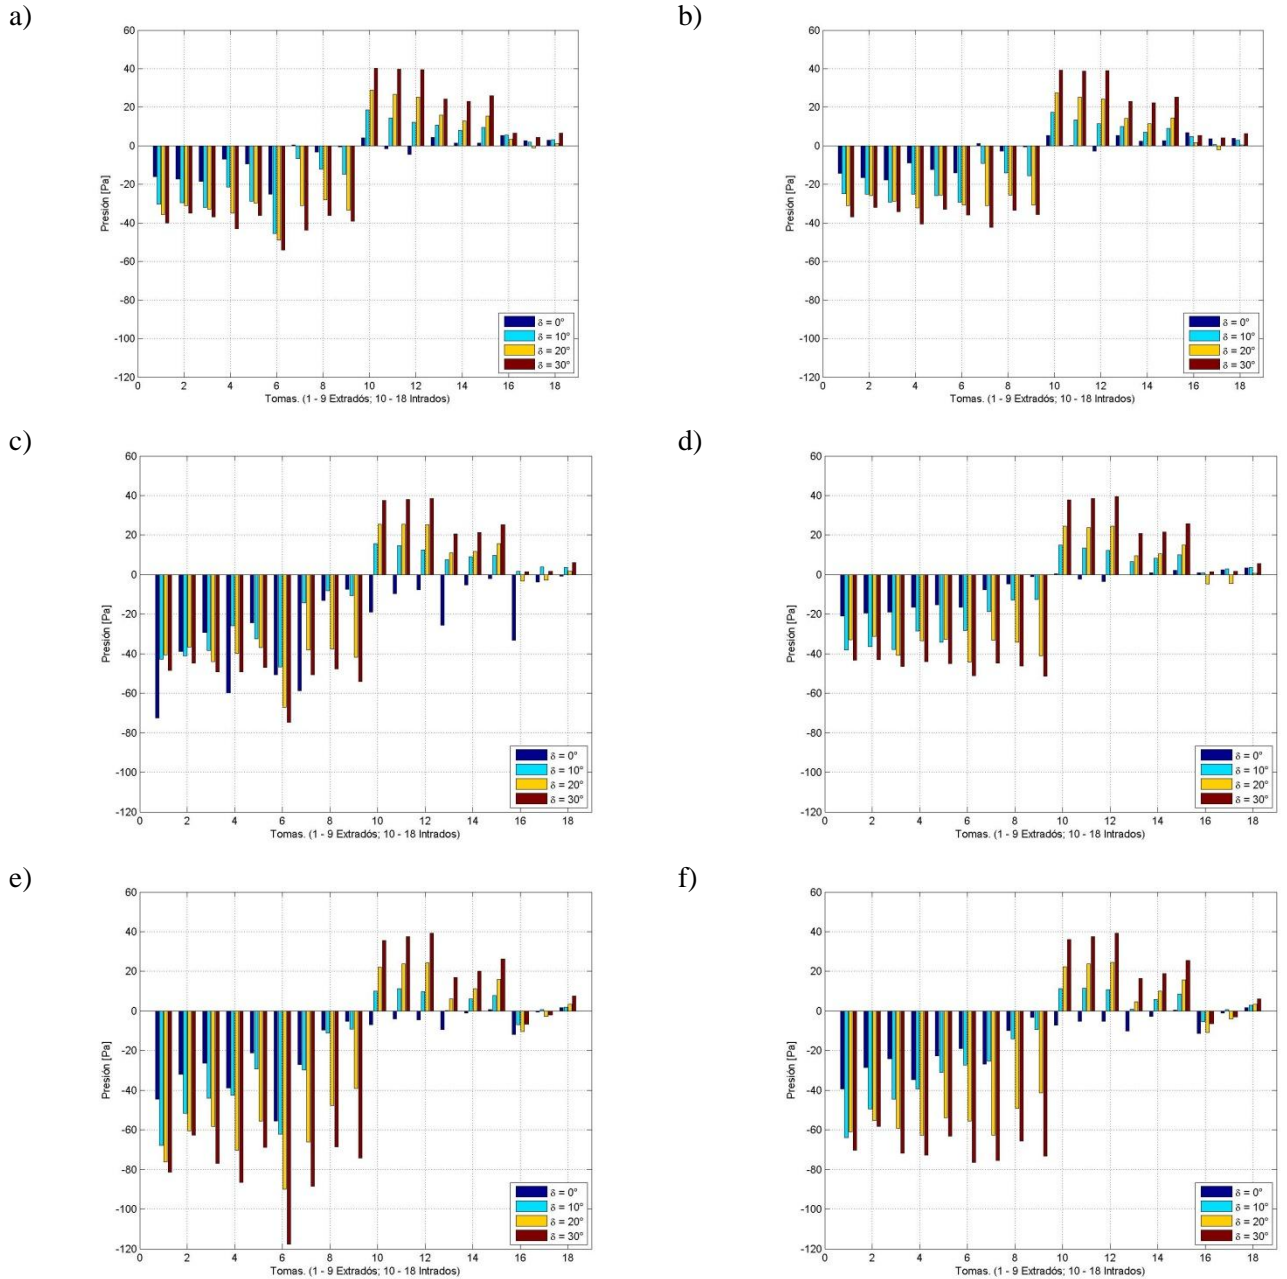 a)
60
40
20
0
-20
-40
-60
-80
-100
-120
Presión [Pa]
0 2 4 6 8 10 12 14 16 18
Tomas. (1 - 9 Extradós; 10 - 18 Intrados)
δ = 0°
δ = 10°
δ = 20°
δ = 30°
b)
60
40
20
0
-20
-40
-60
-80
-100
-120
Presión [Pa]
0 2 4 6 8 10 12 14 16 18
Tomas. (1 - 9 Extradós; 10 - 18 Intrados)
δ = 0°
δ = 10°
δ = 20°
δ = 30°
c)
60
40
20
0
-20
-40
-60
-80
-100
-120
Presión [Pa]
0 2 4 6 8 10 12 14 16 18
Tomas. (1 - 9 Extradós; 10 - 18 Intrados)
δ = 0°
δ = 10°
δ = 20°
δ = 30°
d)
60
40
20
0
-20
-40
-60
-80
-100
-120
Presión [Pa]
0 2 4 6 8 10 12 14 16 18
Tomas. (1 - 9 Extradós; 10 - 18 Intrados)
δ = 0°
δ = 10°
δ = 20°
δ = 30°
e)
60
40
20
0
-20
-40
-60
-80
-100
-120
Presión [Pa]
0 2 4 6 8 10 12 14 16 18
Tomas. (1 - 9 Extradós; 10 - 18 Intrados)
δ = 0°
δ = 10°
δ = 20°
δ = 30°
f)
60
40
20
0
-20
-40
-60
-80
-100
-120
Presión [Pa]
0 2 4 6 8 10 12 14 16 18
Tomas. (1 - 9 Extradós; 10 - 18 Intrados)
δ = 0°
δ = 10°
δ = 20°
δ = 30°